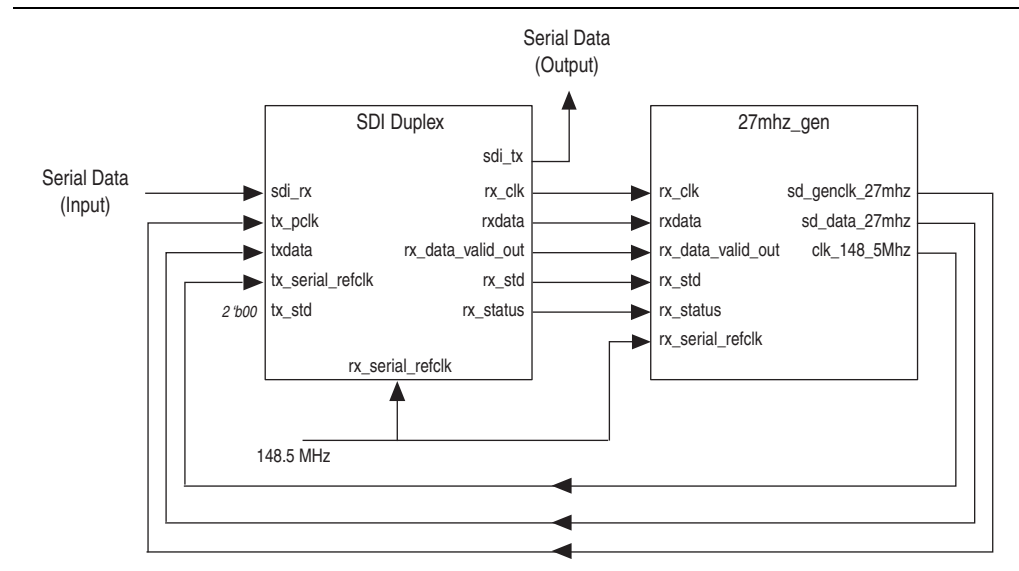 Serial Data
(Output)
SDI Duplex
27mhz_gen
sdi_tx
Serial Data
(Input)
sdi_rx
rx_clk
rx_clk
sd_genclk_27mhz
tx_pclk
rxdata
rxdata
sd_data_27mhz
txdata
rx_data_valid_out
rx_data_valid_out
clk_148_5Mhz
tx_serial_refclk
rx_std
rx_std
2'b00
tx_std
rx_status
rx_status
rx_serial_refclk
rx_serial_refclk
148.5 MHz